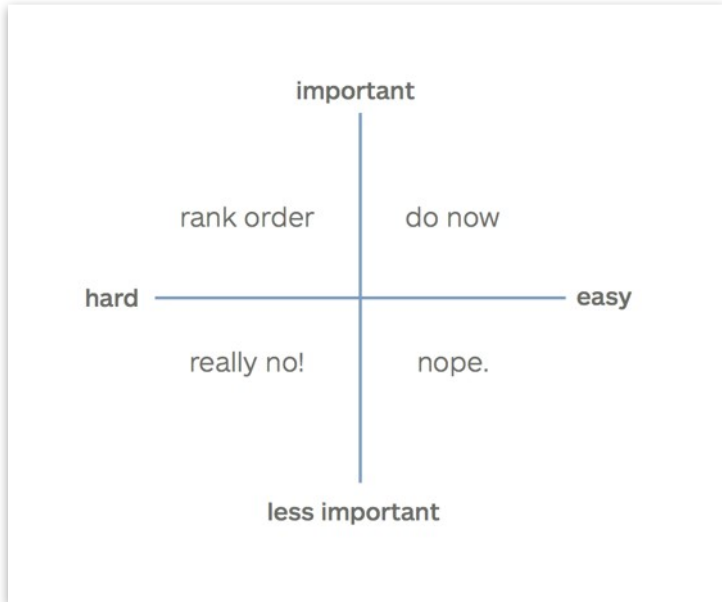 important
rank order do now
hard easy
really no! nope.
less important